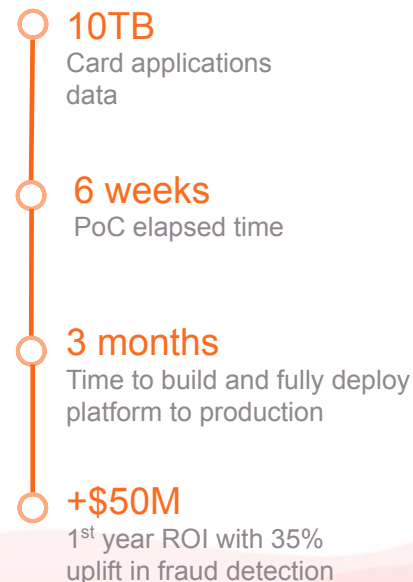 10TB
Card applications
data
6 weeks
PoC elapsed time
3 months
Time to build and fully deploy
platform to production
+$50M
1st year ROI with 35%
uplift in fraud detection